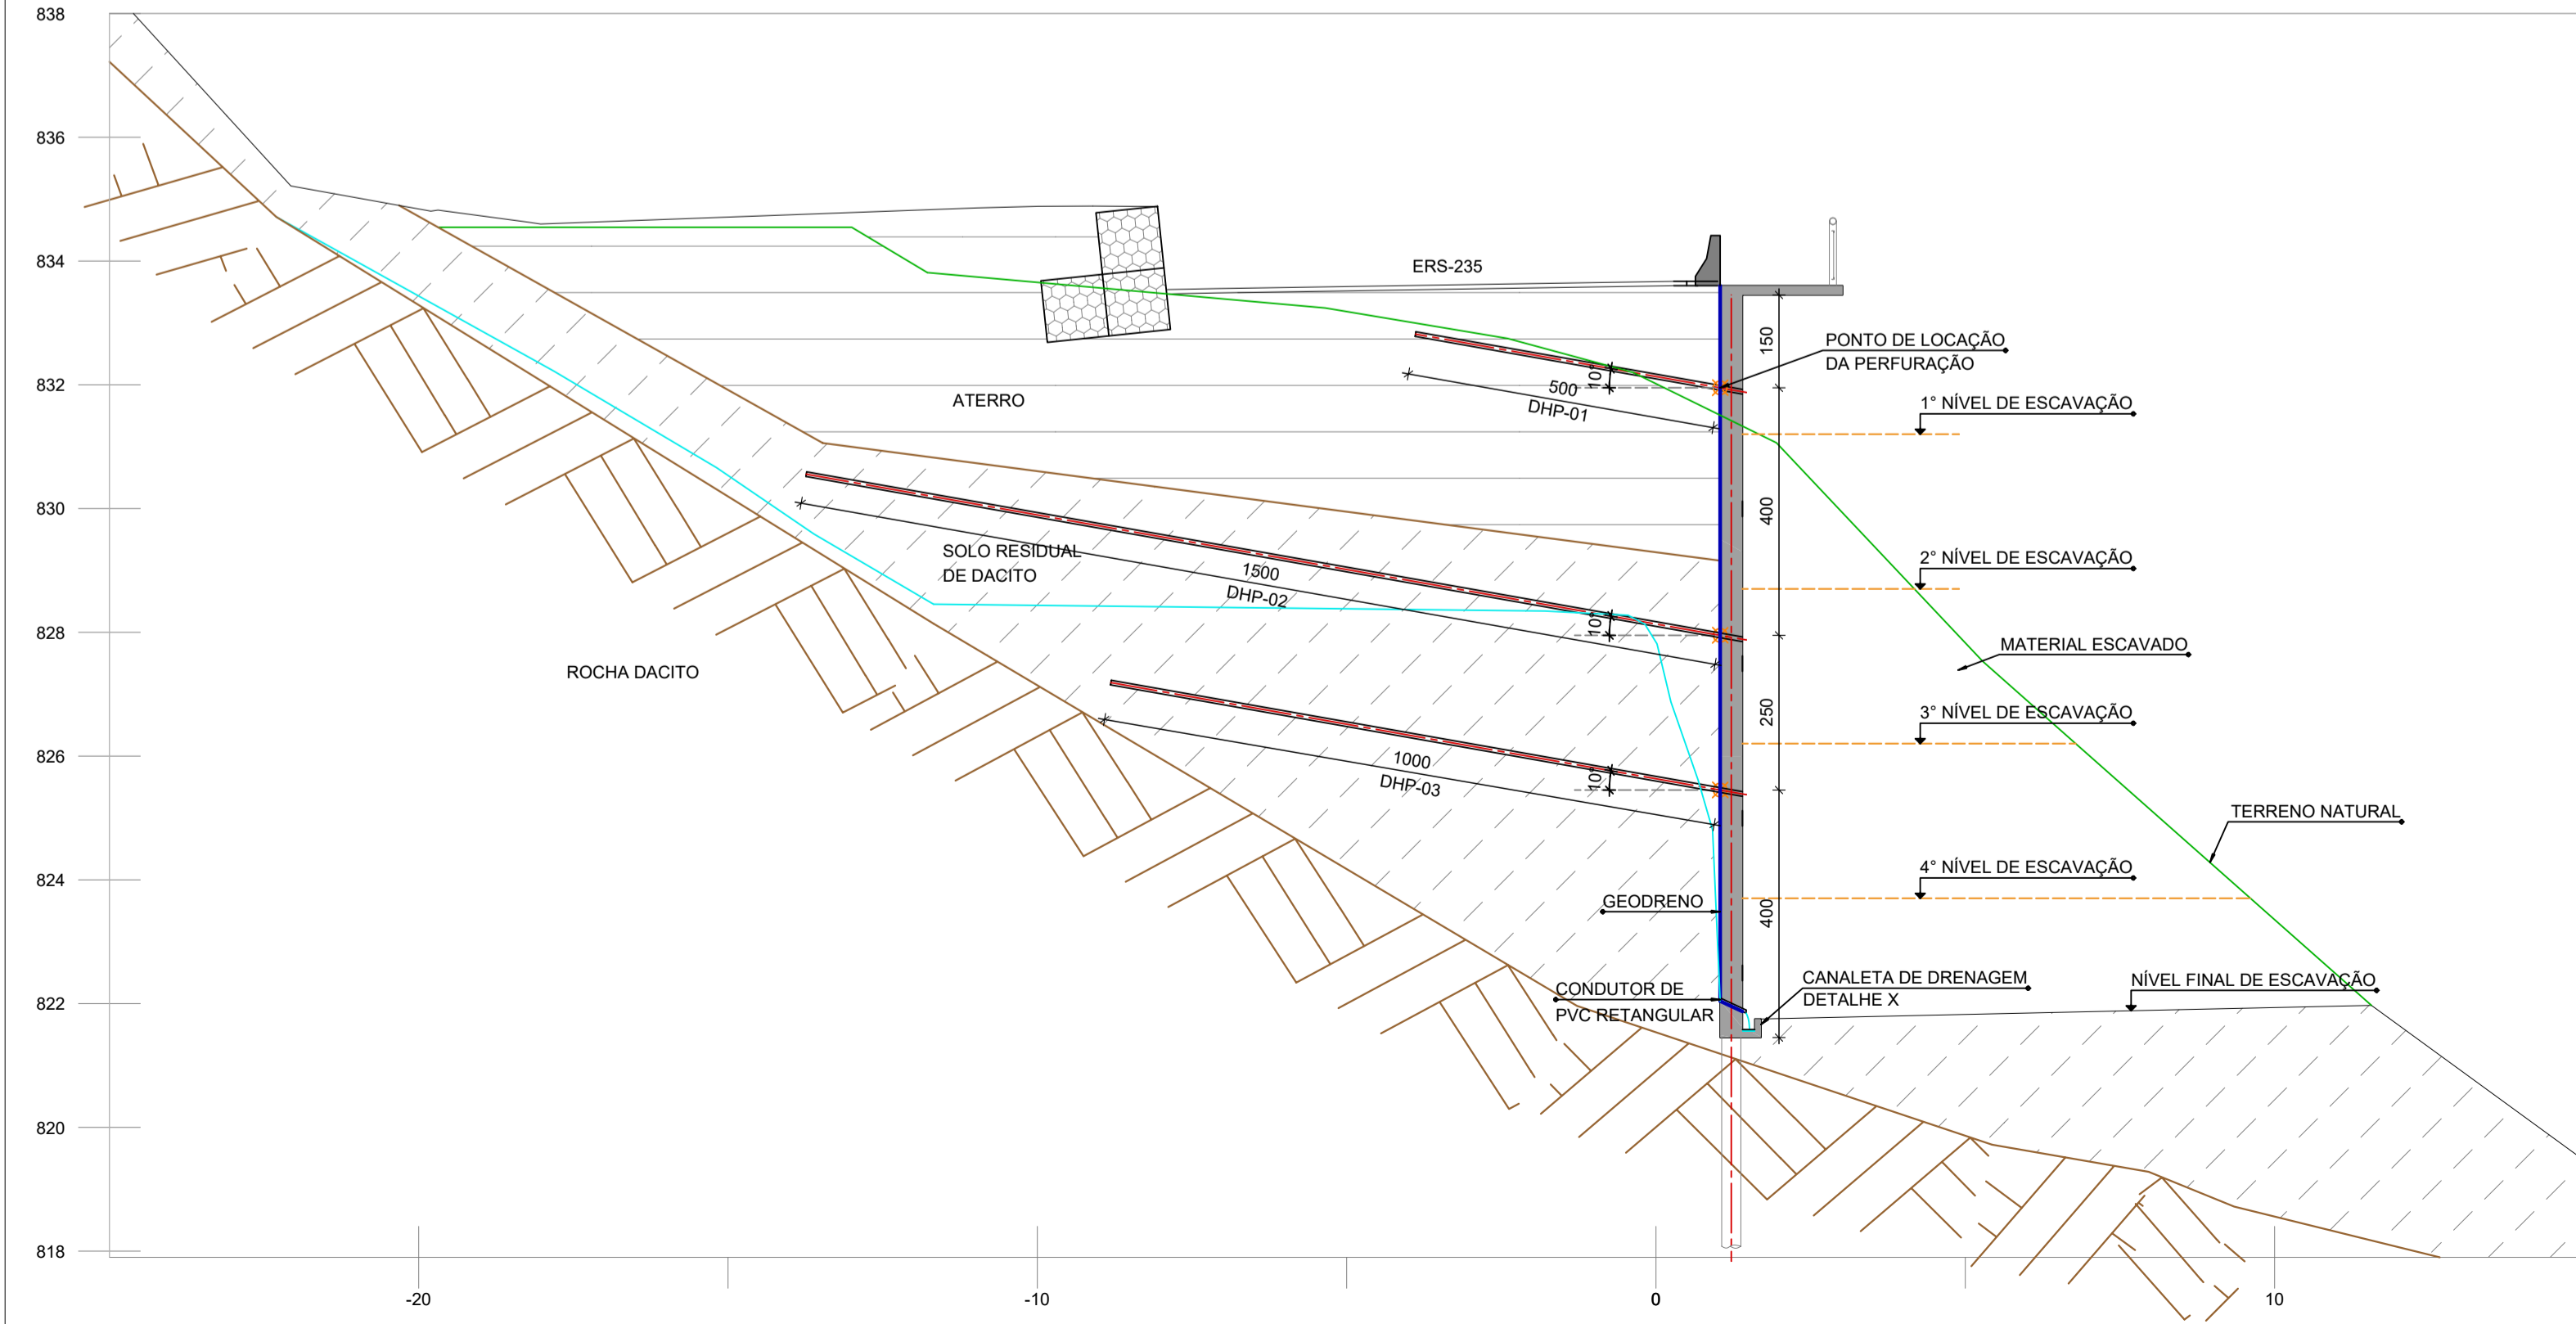 838
836
834
832
830
828
826
824
822
820
818
-20
-10
0
10
ERS-235
ATERRO
SOLO RESIDUAL
DE DACITO
ROCHA DACITO
10°
500
DHP-01
10°
1500
DHP-02
10°
1000
DHP-03
GEODRENO
CONDUTOR DE
PVC RETANGULAR
150
400
250
400
PONTO DE LOCAÇÃO
DA PERFURAÇÃO
1° NÍVEL DE ESCAVAÇÃO
2° NÍVEL DE ESCAVAÇÃO
MATERIAL ESCAVADO
3° NÍVEL DE ESCAVAÇÃO
TERRENO NATURAL
4° NÍVEL DE ESCAVAÇÃO
CANALETA DE DRENAGEM
DETALHE X
NÍVEL FINAL DE ESCAVAÇÃO